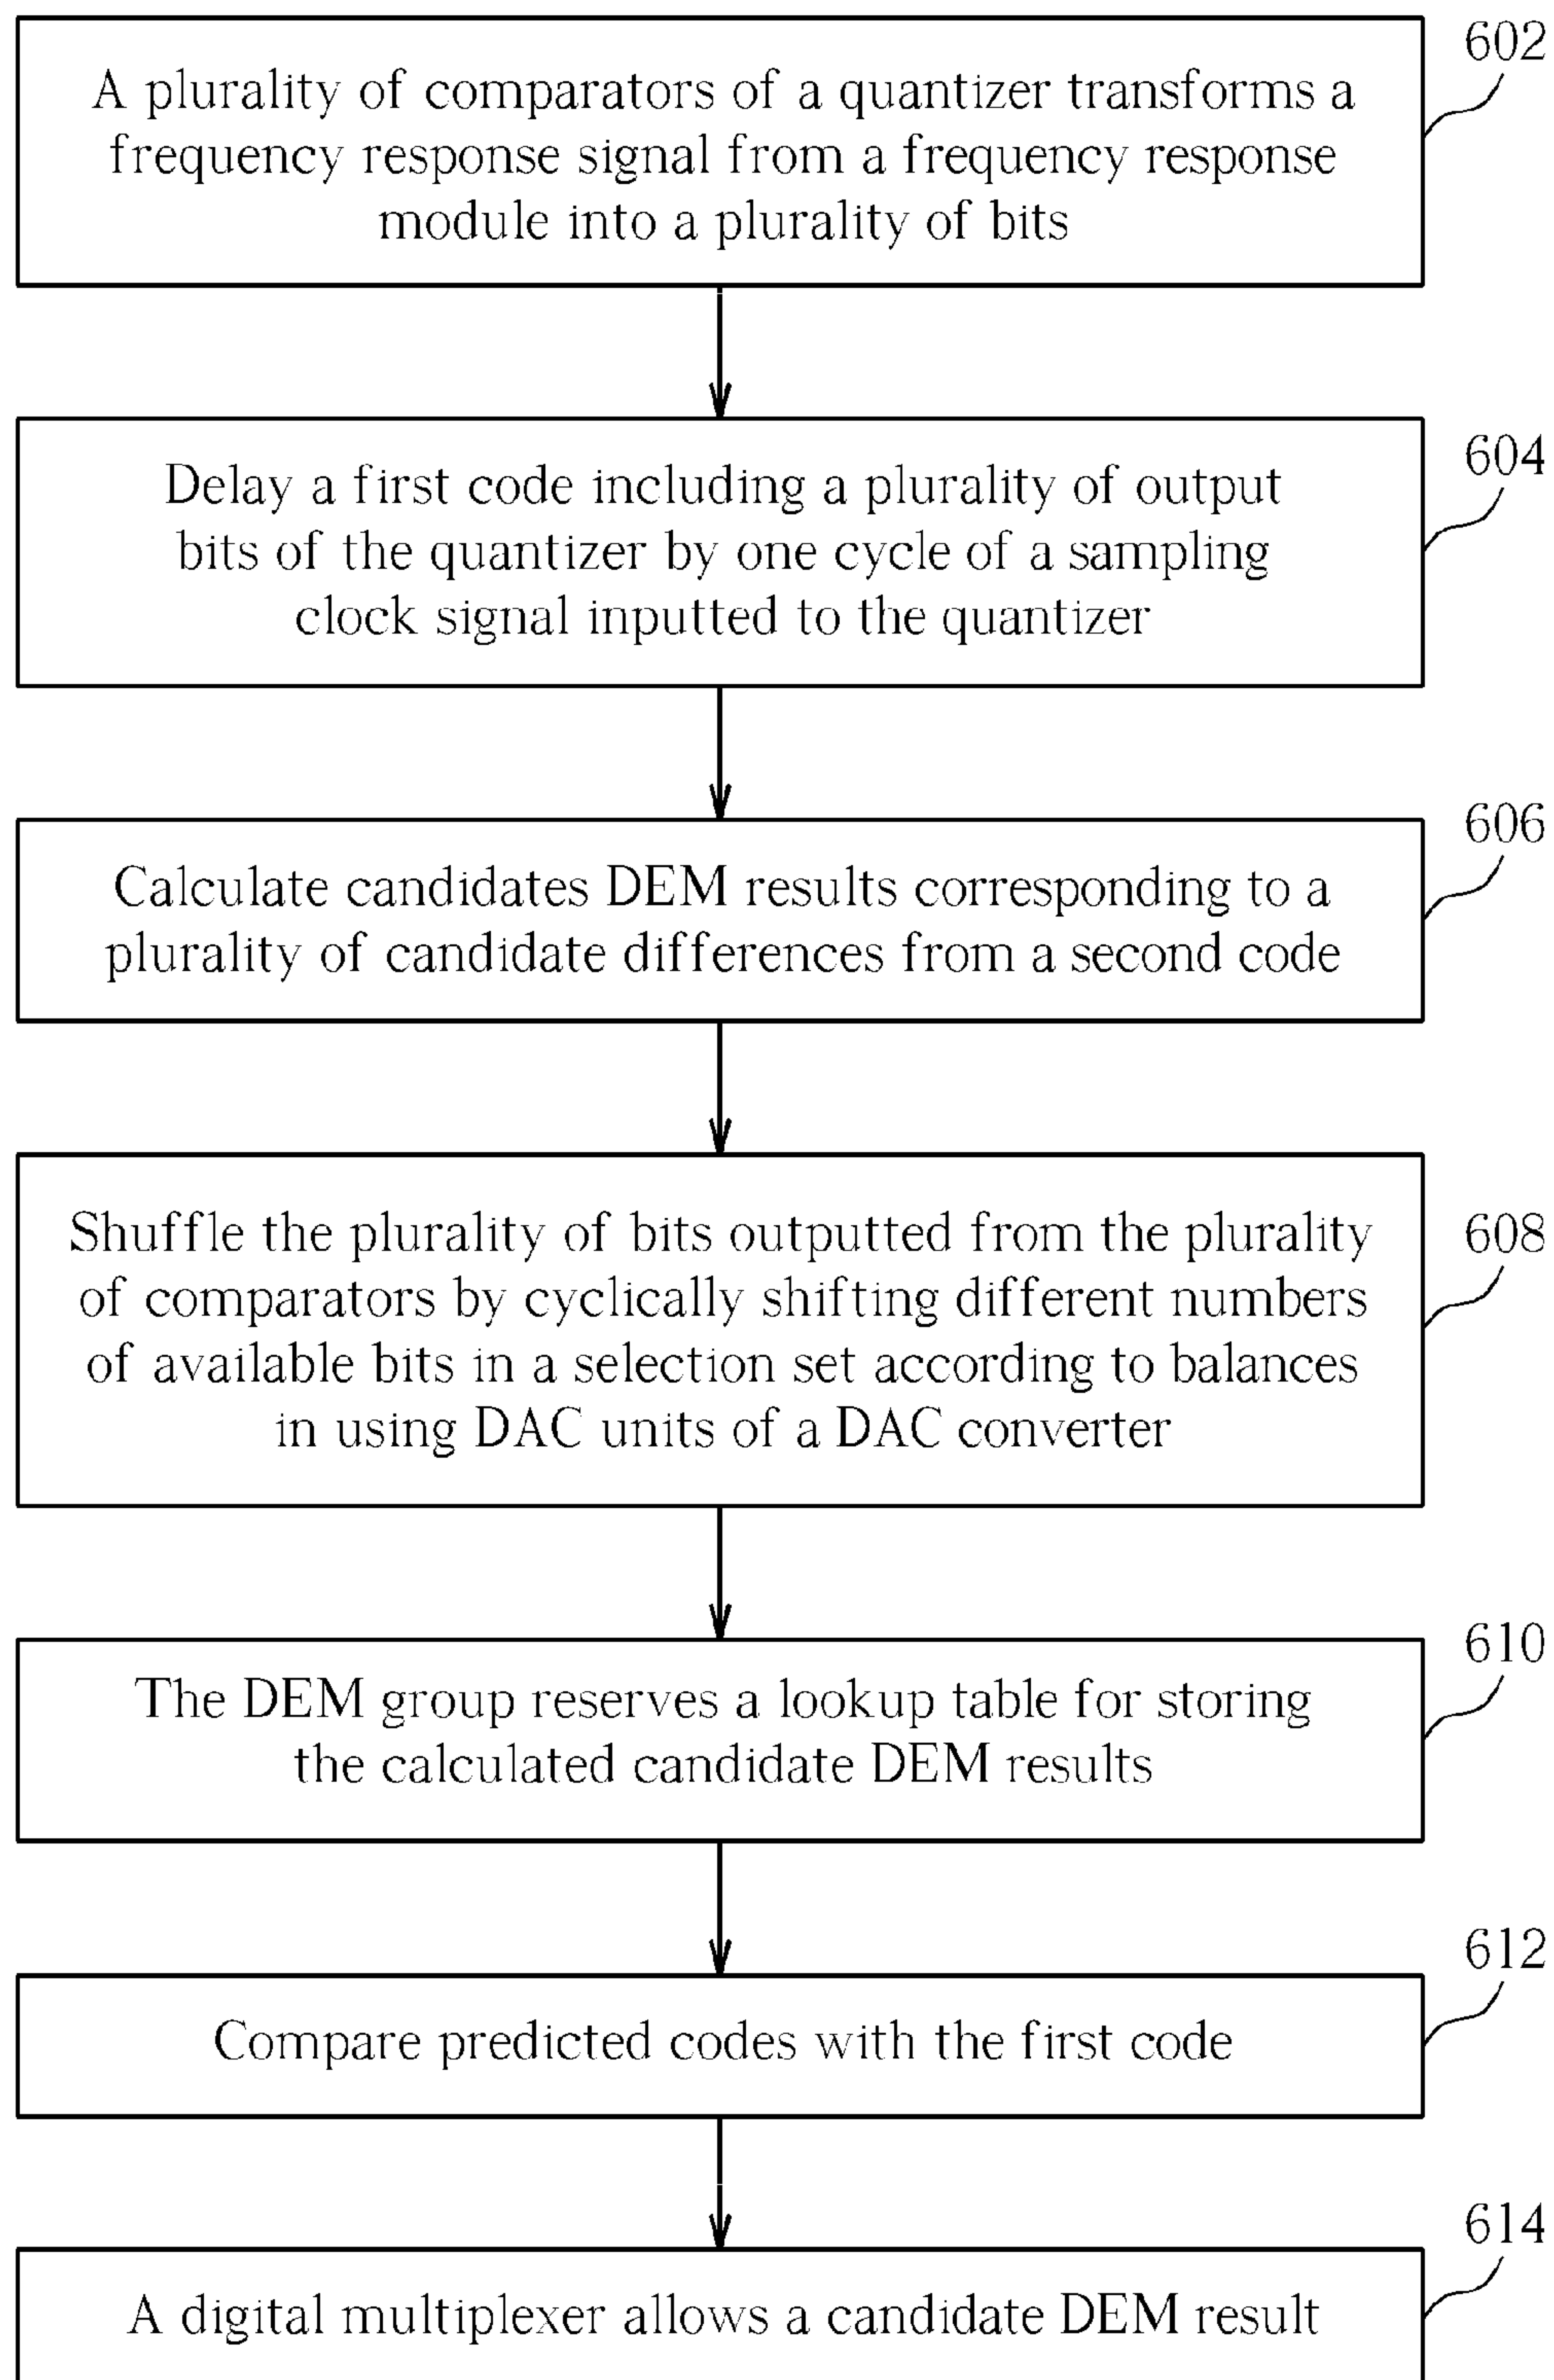 602
A plurality of comparators of a quantizer transforms a
frequency response signal from a frequency response
module into a plurality of bits
604
Delay a first code including a plurality of output
bits of the quantizer by one cycle of a sampling
clock signal inputted to the quantizer
606
Calculate candidates DEM results corresponding to a
plurality of candidate differences from a second code
608
Shuffle the plurality of bits outputted from the plurality
of comparators by cyclically shifting different numbers
of available bits in a selection set according to balances
in using DAC units of a DAC converter
610
The DEM group reserves a lookup table for storing
the calculated candidate DEM results
612
Compare predicted codes with the first code
614
A digital multiplexer allows a candidate DEM result